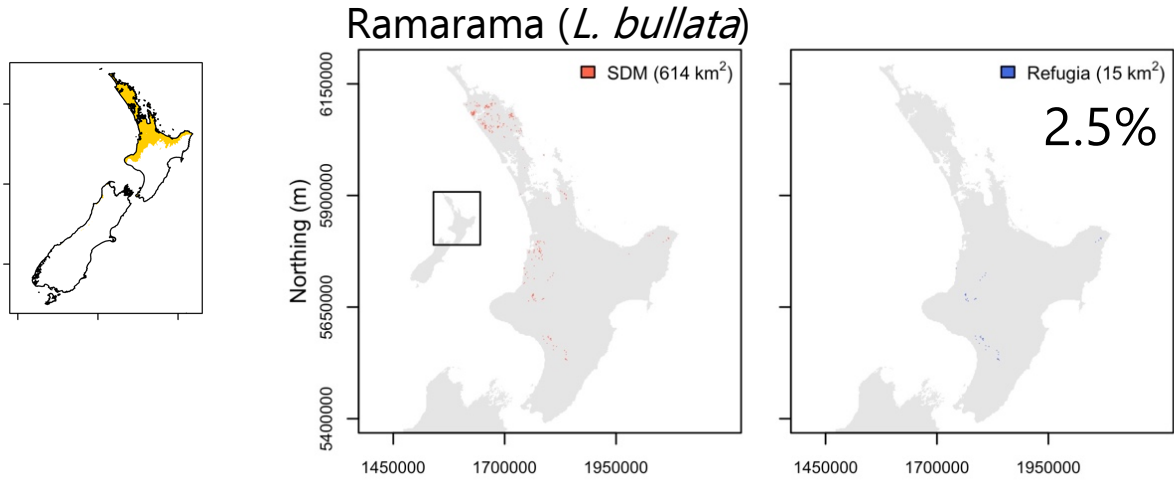 Ramarama (L. bullata)
SDM (614 km²)
Refugia (15 km²)
2.5%
Northing (m)
6150000
5900000
5650000
5400000
1450000 1700000 1950000
1450000 1700000 1950000